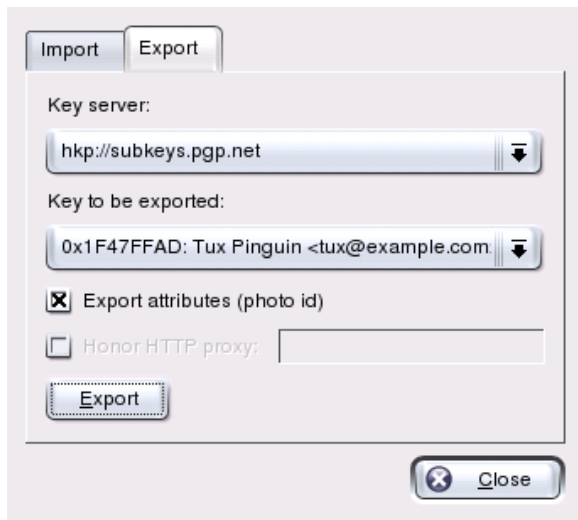 Import Export
Key server:
hkp://subkeys.pgp.net
Key to be exported:
0x1F47FFAD: Tux Pinguin <tux@example.com
Export attributes (photo id)
Honor HTTP proxy:
Export
Close